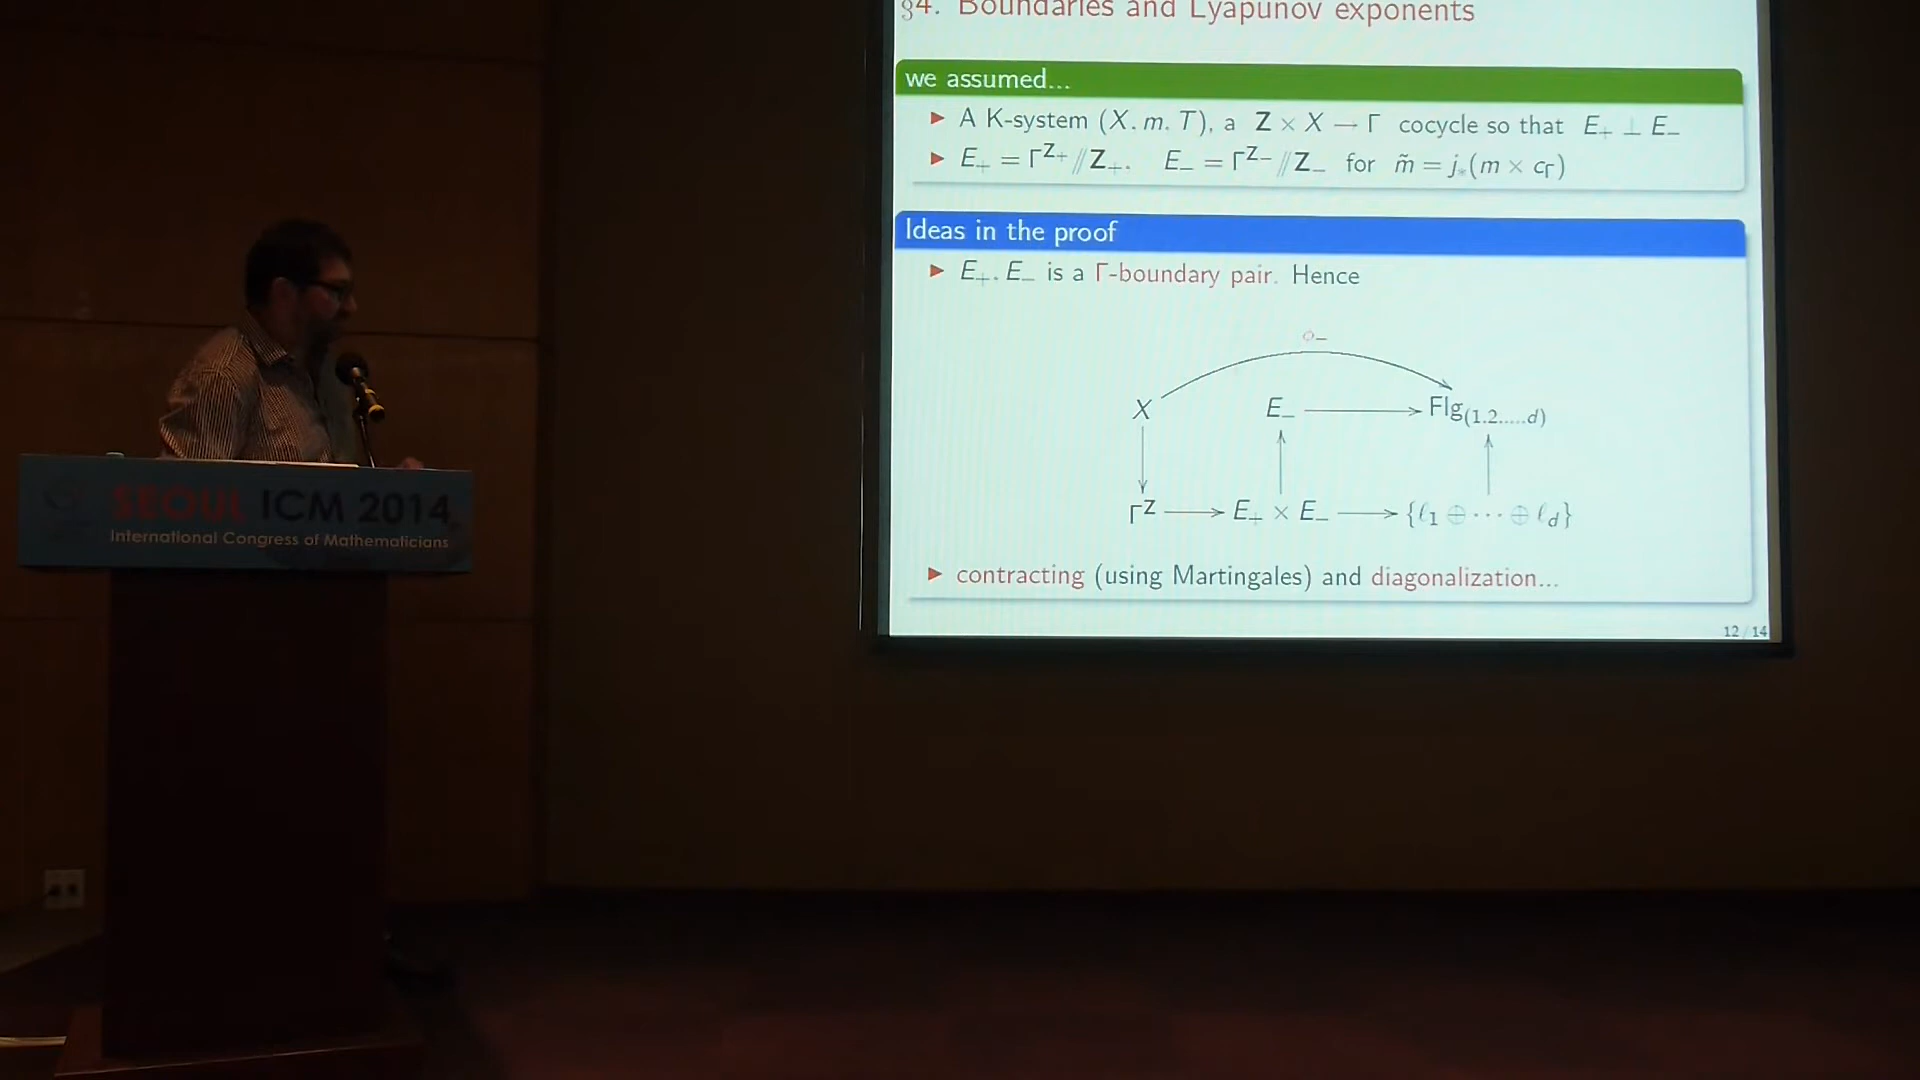 §4. Boundaries and Lyapunov exponents
we assumed...
▶ A K-system (X, m, T), a Z × X → Γ cocycle so that E₊ ⊥ E₋
▶ E₊ = Γ^Z₊ // Z₊, E₋ = Γ^Z₋ // Z₋ for m̃ = j_*(m × c_Γ)
Ideas in the proof
▶ E₊, E₋ is a Γ-boundary pair. Hence
ϕ₋
X E₋ Flg_(1,2,...,d)
Γ^Z E₊ × E₋ {ℓ₁ ⊕ ··· ⊕ ℓ_d}
▶ contracting (using Martingales) and diagonalization...
12 / 14
SEOUL ICM 2014
International Congress of Mathematicians